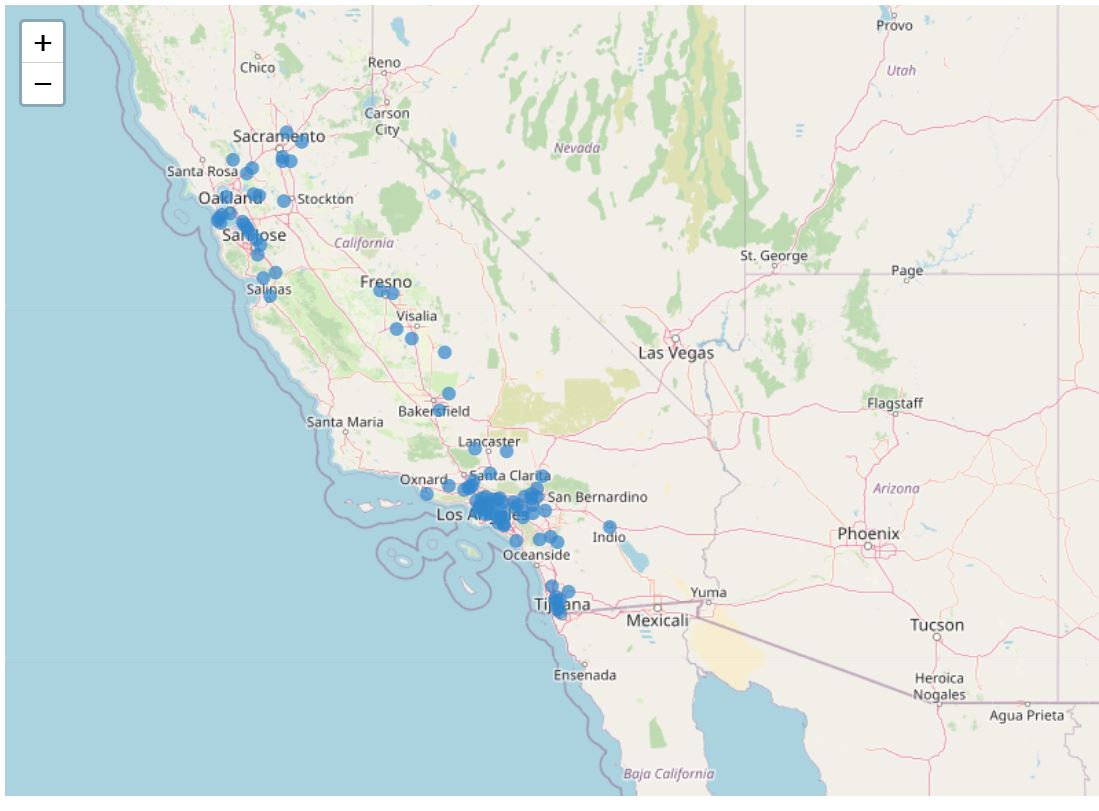 +
−
Provo
Chico
Reno
Utah
Carson
City
Sacramento
Nevada
Santa Rosa
Oakland
Stockton
San Jose
California
St. George
Page
Fresno
Salinas
Visalia
Las Vegas
Flagstaff
Bakersfield
Santa Maria
Lancaster
Oxnard
Santa Clarita
Arizona
San Bernardino
Los Angeles
Indio
Phoenix
Oceanside
Yuma
Tijuana
Mexicali
Tucson
Ensenada
Heroica
Nogales
Agua Prieta
Baja California